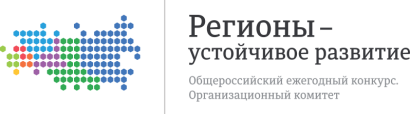 Регионы –
устойчивое развитие
Общероссийский ежегодный конкурс.
Организационный комитет